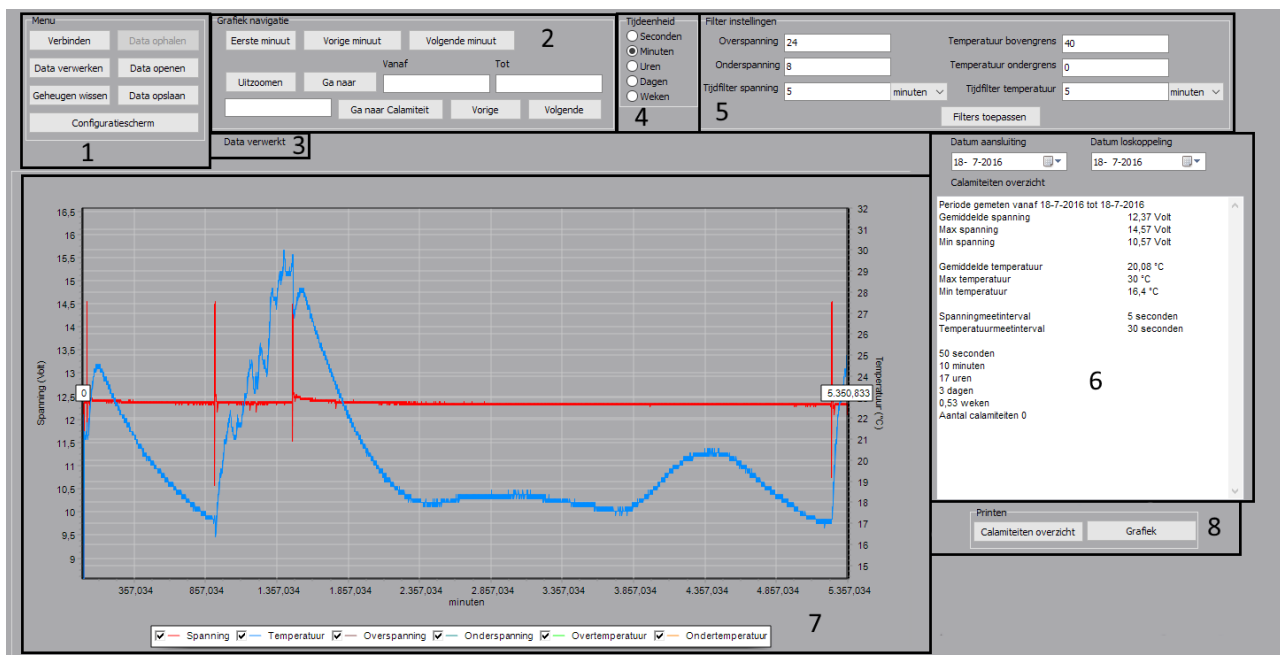 Menu
Verbinden
Data ophalen
Data verwerken
Data openen
Geheugen wissen
Data opslaan
Configuratiescherm
1
Grafiek navigatie
Eerste minuut
Vorige minuut
Volgende minuut
2
Vanaf
Tot
Uitzoomen
Ga naar
Ga naar Calamiteit
Vorige
Volgende
Data verwerkt
3
Tijdeenheid
Seconden
Minuten
Uren
Dagen
Weken
4
Filter instellingen
Overspanning 24
Temperatuur bovengrens 40
Onderspanning 8
Temperatuur ondergrens 0
Tijdfilter spanning 5 minuten
Tijdfilter temperatuur 5 minuten
5
Filters toepassen
Datum aansluiting
Datum loskoppeling
18- 7-2016
18- 7-2016
Calamiteiten overzicht
Periode gemeten vanaf 18-7-2016 tot 18-7-2016
Gemiddelde spanning 12,37 Volt
Max spanning 14,57 Volt
Min spanning 10,57 Volt
Gemiddelde temperatuur 20,08 °C
Max temperatuur 30 °C
Min temperatuur 16,4 °C
Spanningmeetinterval 5 seconden
Temperatuurmeetinterval 30 seconden
50 seconden
10 minuten
17 uren
3 dagen
0,53 weken
Aantal calamiteiten 0
6
Printen
Calamiteiten overzicht
Grafiek
8
Spanning (Volt)
16,5
16
15,5
15
14,5
14
13,5
13
12,5
12
11,5
11
10,5
10
9,5
9
0
5.350,833
32
31
30
29
28
27
26
25
24
22
21
20
19
18
17
16
15
Temperatuur (°C)
357,034
857,034
1.357,034
1.857,034
2.357,034
2.857,034
3.357,034
3.857,034
4.357,034
4.857,034
5.357,034
minuten
Spanning
Temperatuur
Overspanning
Onderspanning
Overtemperatuur
Ondertemperatuur
7